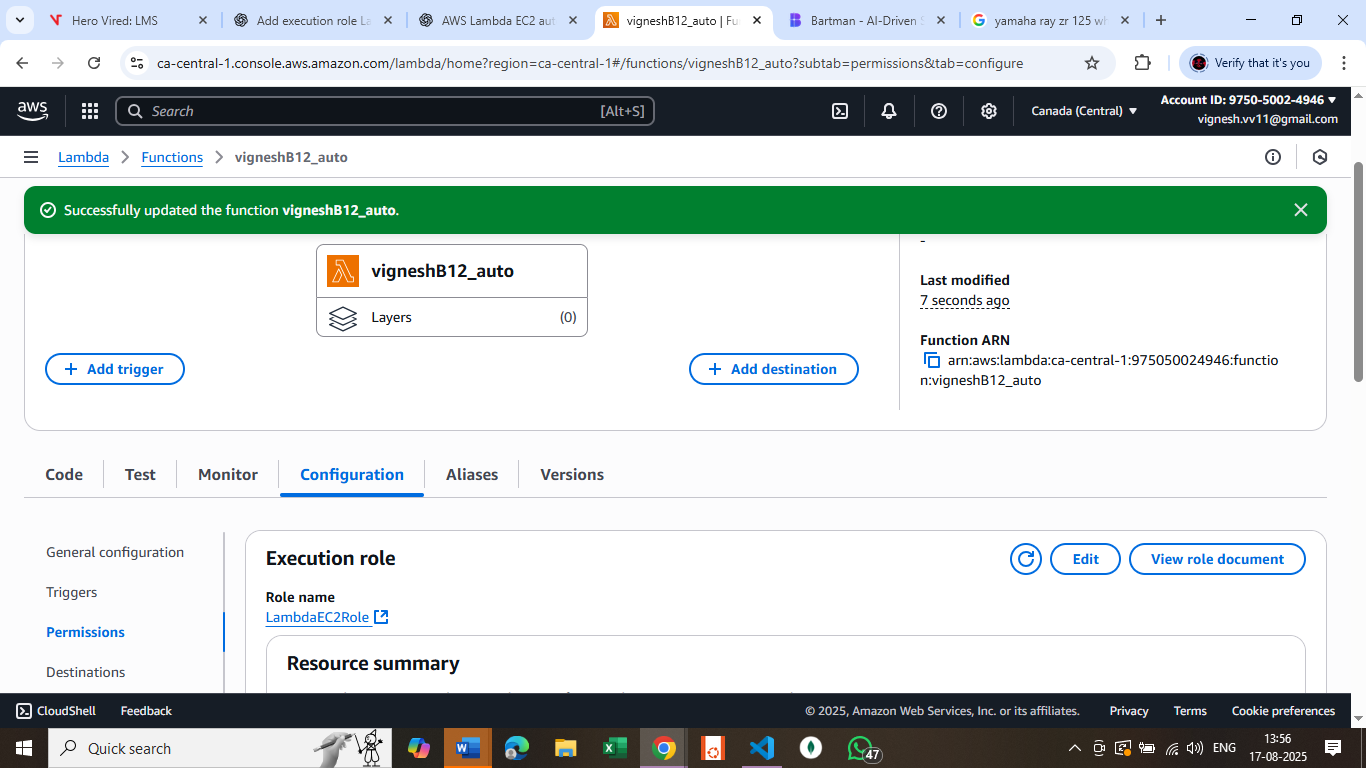 Hero Vired: LMS
Add execution role La
AWS Lambda EC2 aut
vigneshB12_auto | Fu
Bartman - AI-Driven S
yamaha ray zr 125 wh
ca-central-1.console.aws.amazon.com/lambda/home?region=ca-central-1#/functions/vigneshB12_auto?subtab=permissions&tab=configure
Verify that it's you
aws
Search
[Alt+S]
Canada (Central)
Account ID: 9750-5002-4946
vignesh.vv11@gmail.com
Lambda
Functions
vigneshB12_auto
Successfully updated the function vigneshB12_auto.
vigneshB12_auto
Layers
(0)
Add trigger
Add destination
-
Last modified
7 seconds ago
Function ARN
arn:aws:lambda:ca-central-1:975050024946:functio
n:vigneshB12_auto
Code
Test
Monitor
Configuration
Aliases
Versions
General configuration
Triggers
Permissions
Destinations
Execution role
Edit
View role document
Role name
LambdaEC2Role
Resource summary
CloudShell
Feedback
© 2025, Amazon Web Services, Inc. or its affiliates.
Privacy
Terms
Cookie preferences
Quick search
47
ENG
13:56
17-08-2025